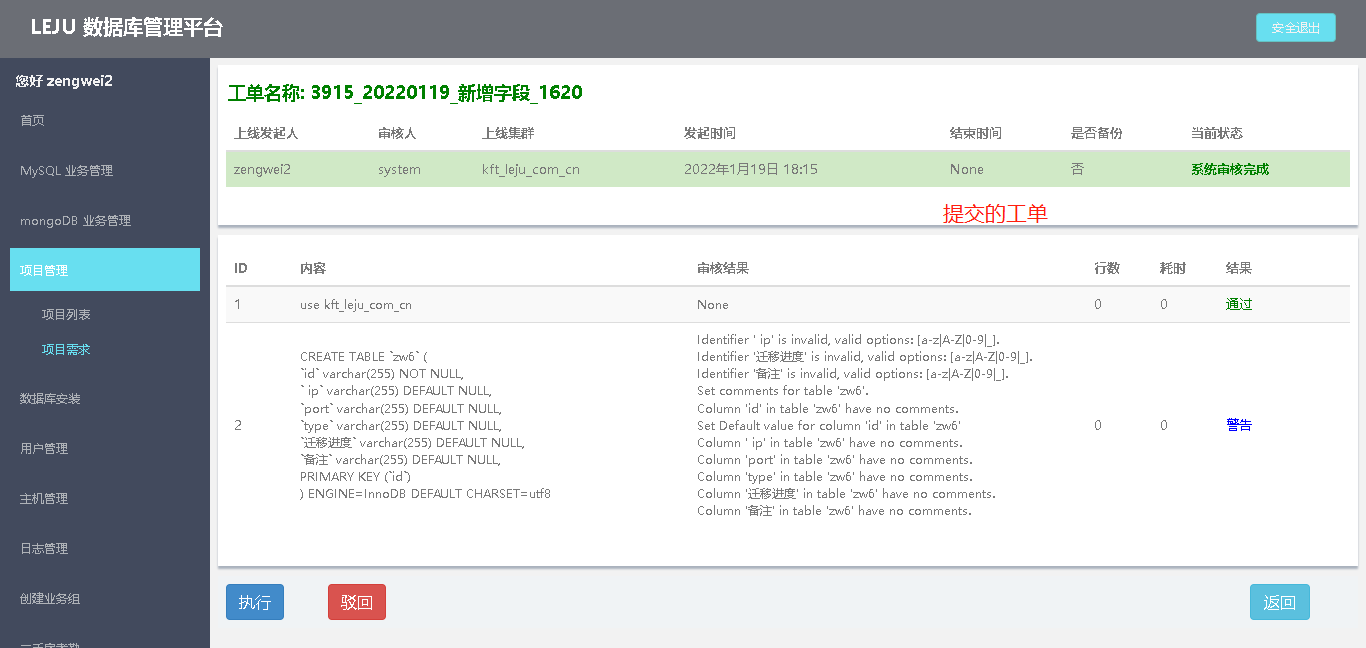 LEJU 数据库管理平台
安全退出
您好 zengwei2
首页
MySQL 业务管理
mongoDB 业务管理
项目管理
项目列表
项目需求
数据库安装
用户管理
主机管理
日志管理
创建业务组
工单名称: 3915_20220119_新增字段_1620
上线发起人 审核人 上线集群 发起时间 结束时间 是否备份 当前状态
zengwei2 system kft_leju_com_cn 2022年1月19日 18:15 None 否 系统审核完成
提交的工单
ID 内容 审核结果 行数 耗时 结果
1 use kft_leju_com_cn None 0 0 通过
2
CREATE TABLE `zw6` (
`id` varchar(255) NOT NULL,
` ip` varchar(255) DEFAULT NULL,
`port` varchar(255) DEFAULT NULL,
`type` varchar(255) DEFAULT NULL,
`迁移进度` varchar(255) DEFAULT NULL,
`备注` varchar(255) DEFAULT NULL,
PRIMARY KEY (`id`)
) ENGINE=InnoDB DEFAULT CHARSET=utf8
Identifier ' ip' is invalid, valid options: [a-z|A-Z|0-9|_].
Identifier '迁移进度' is invalid, valid options: [a-z|A-Z|0-9|_].
Identifier '备注' is invalid, valid options: [a-z|A-Z|0-9|_].
Set comments for table 'zw6'.
Column 'id' in table 'zw6' have no comments.
Set Default value for column 'id' in table 'zw6'
Column ' ip' in table 'zw6' have no comments.
Column 'port' in table 'zw6' have no comments.
Column 'type' in table 'zw6' have no comments.
Column '迁移进度' in table 'zw6' have no comments.
Column '备注' in table 'zw6' have no comments.
0 0 警告
执行 驳回 返回